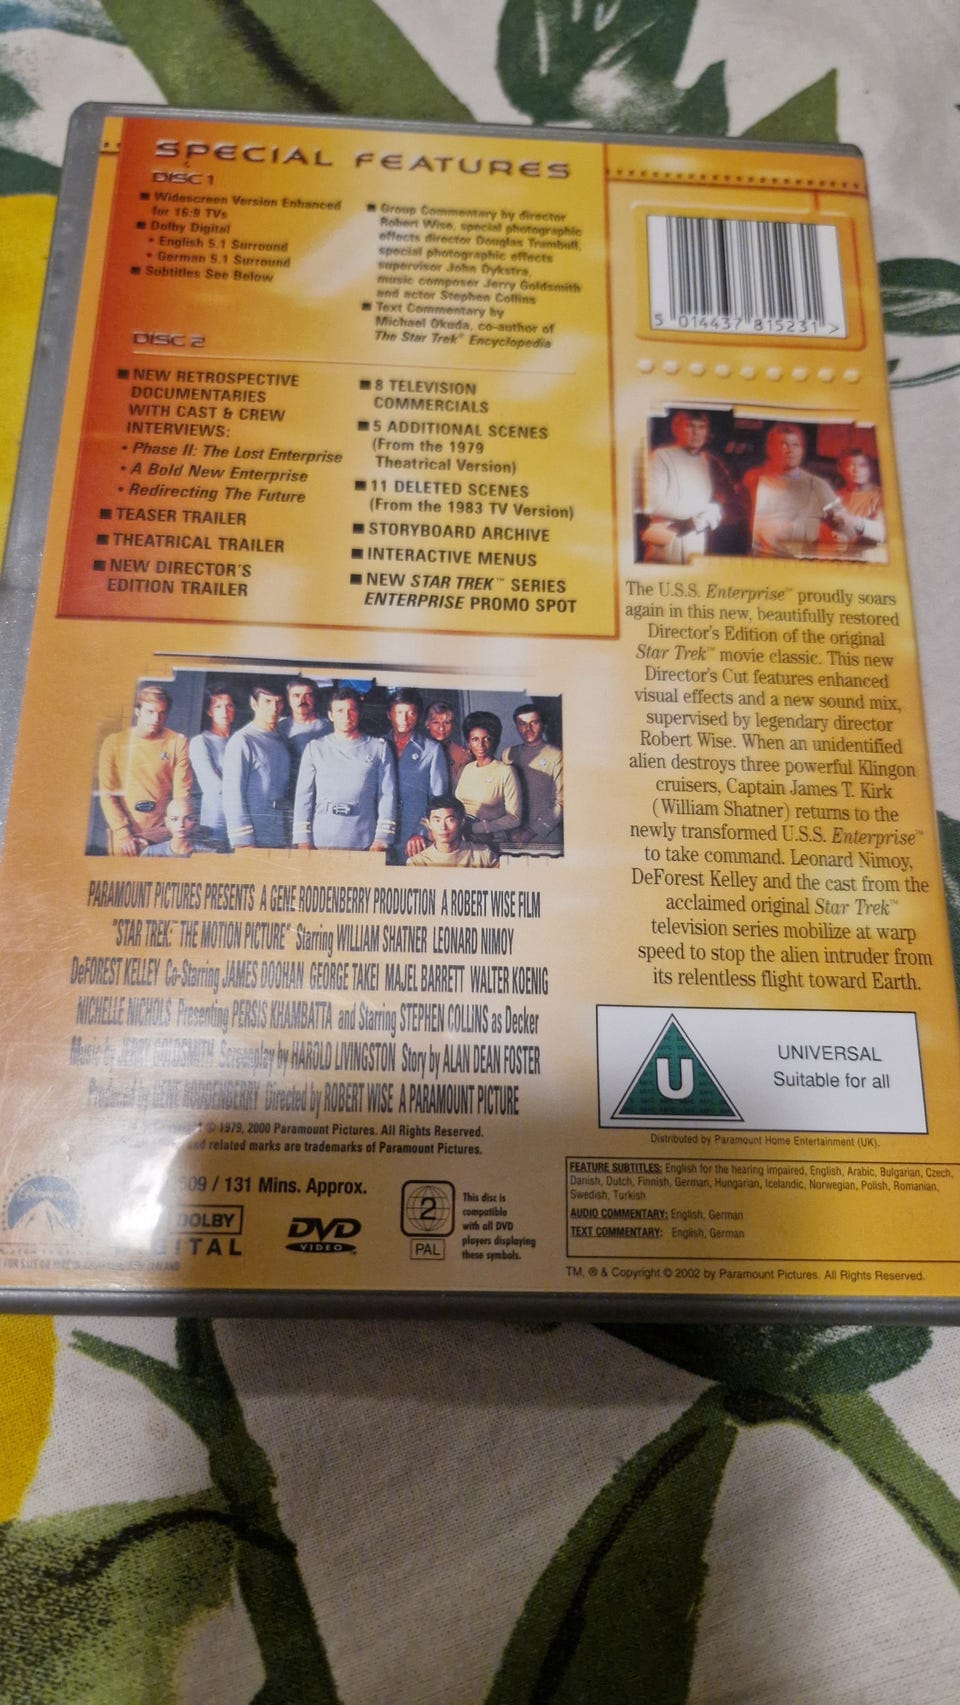 SPECIAL FEATURES
DISC 1
■ Widescreen Version Enhanced
for 16:9 TVs
■ Dolby Digital
• English 5.1 Surround
• German 5.1 Surround
■ Subtitles See Below
■ Group Commentary by director
Robert Wise, special photographic
effects director Douglas Trumbull,
special photographic effects
supervisor John Dykstra,
music composer Jerry Goldsmith
and actor Stephen Collins
■ Text Commentary by
Michael Okuda, co-author of
The Star Trek™ Encyclopedia
DISC 2
■ NEW RETROSPECTIVE
DOCUMENTARIES
WITH CAST & CREW
INTERVIEWS:
• Phase II: The Lost Enterprise
• A Bold New Enterprise
• Redirecting The Future
■ TEASER TRAILER
■ THEATRICAL TRAILER
■ NEW DIRECTOR'S
EDITION TRAILER
■ 8 TELEVISION
COMMERCIALS
■ 5 ADDITIONAL SCENES
(From the 1979
Theatrical Version)
■ 11 DELETED SCENES
(From the 1983 TV Version)
■ STORYBOARD ARCHIVE
■ INTERACTIVE MENUS
■ NEW STAR TREK™ SERIES
ENTERPRISE PROMO SPOT
5 014437 815231 >
The U.S.S. Enterprise™ proudly soars
again in this new, beautifully restored
Director's Edition of the original
Star Trek™ movie classic. This new
Director's Cut features enhanced
visual effects and a new sound mix,
supervised by legendary director
Robert Wise. When an unidentified
alien destroys three powerful Klingon
cruisers, Captain James T. Kirk
(William Shatner) returns to the
newly transformed U.S.S. Enterprise™
to take command. Leonard Nimoy,
DeForest Kelley and the cast from the
acclaimed original Star Trek™
television series mobilize at warp
speed to stop the alien intruder from
its relentless flight toward Earth.
PARAMOUNT PICTURES PRESENTS A GENE RODDENBERRY PRODUCTION A ROBERT WISE FILM
"STAR TREK:™ THE MOTION PICTURE" Starring WILLIAM SHATNER LEONARD NIMOY
DeFOREST KELLEY Co-Starring JAMES DOOHAN GEORGE TAKEI MAJEL BARRETT WALTER KOENIG
NICHELLE NICHOLS Presenting PERSIS KHAMBATTA and Starring STEPHEN COLLINS as Decker
Music by JERRY GOLDSMITH Screenplay by HAROLD LIVINGSTON Story by ALAN DEAN FOSTER
Produced by GENE RODDENBERRY Directed by ROBERT WISE A PARAMOUNT PICTURE
© 1979, 2000 Paramount Pictures. All Rights Reserved.
and related marks are trademarks of Paramount Pictures.
/ 131 Mins. Approx.
DOLBY
DVD
VIDEO
2
PAL
This disc is
compatible
with all DVD
players displaying
these symbols.
U
UNIVERSAL
Suitable for all
Distributed by Paramount Home Entertainment (UK).
FEATURE SUBTITLES: English for the hearing impaired, English, Arabic, Bulgarian, Czech,
Danish, Dutch, Finnish, German, Hungarian, Icelandic, Norwegian, Polish, Romanian,
Swedish, Turkish
AUDIO COMMENTARY: English, German
TEXT COMMENTARY: English, German
TM, ® & Copyright © 2002 by Paramount Pictures. All Rights Reserved.